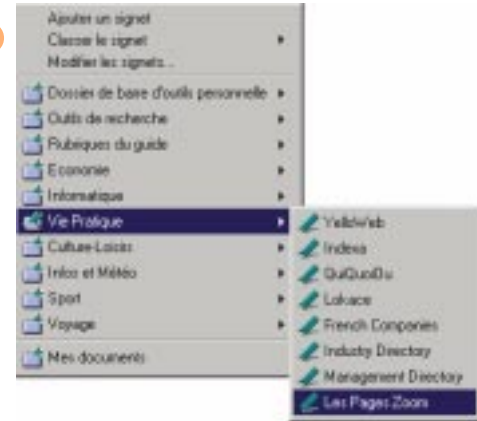 Ajouter un signet
Classer le signet
Modifier les signets...
Dossier de barre d'outils personnelle
Outils de recherche
Rubriques du guide
Economie
Informatique
Vie Pratique
Culture-Loisirs
Infos et Météo
Sport
Voyage
Mes documents
YelloWeb
Indexa
QuiQuoiOu
Lokace
French Companies
Industry Directory
Management Directory
Les Pages Zoom